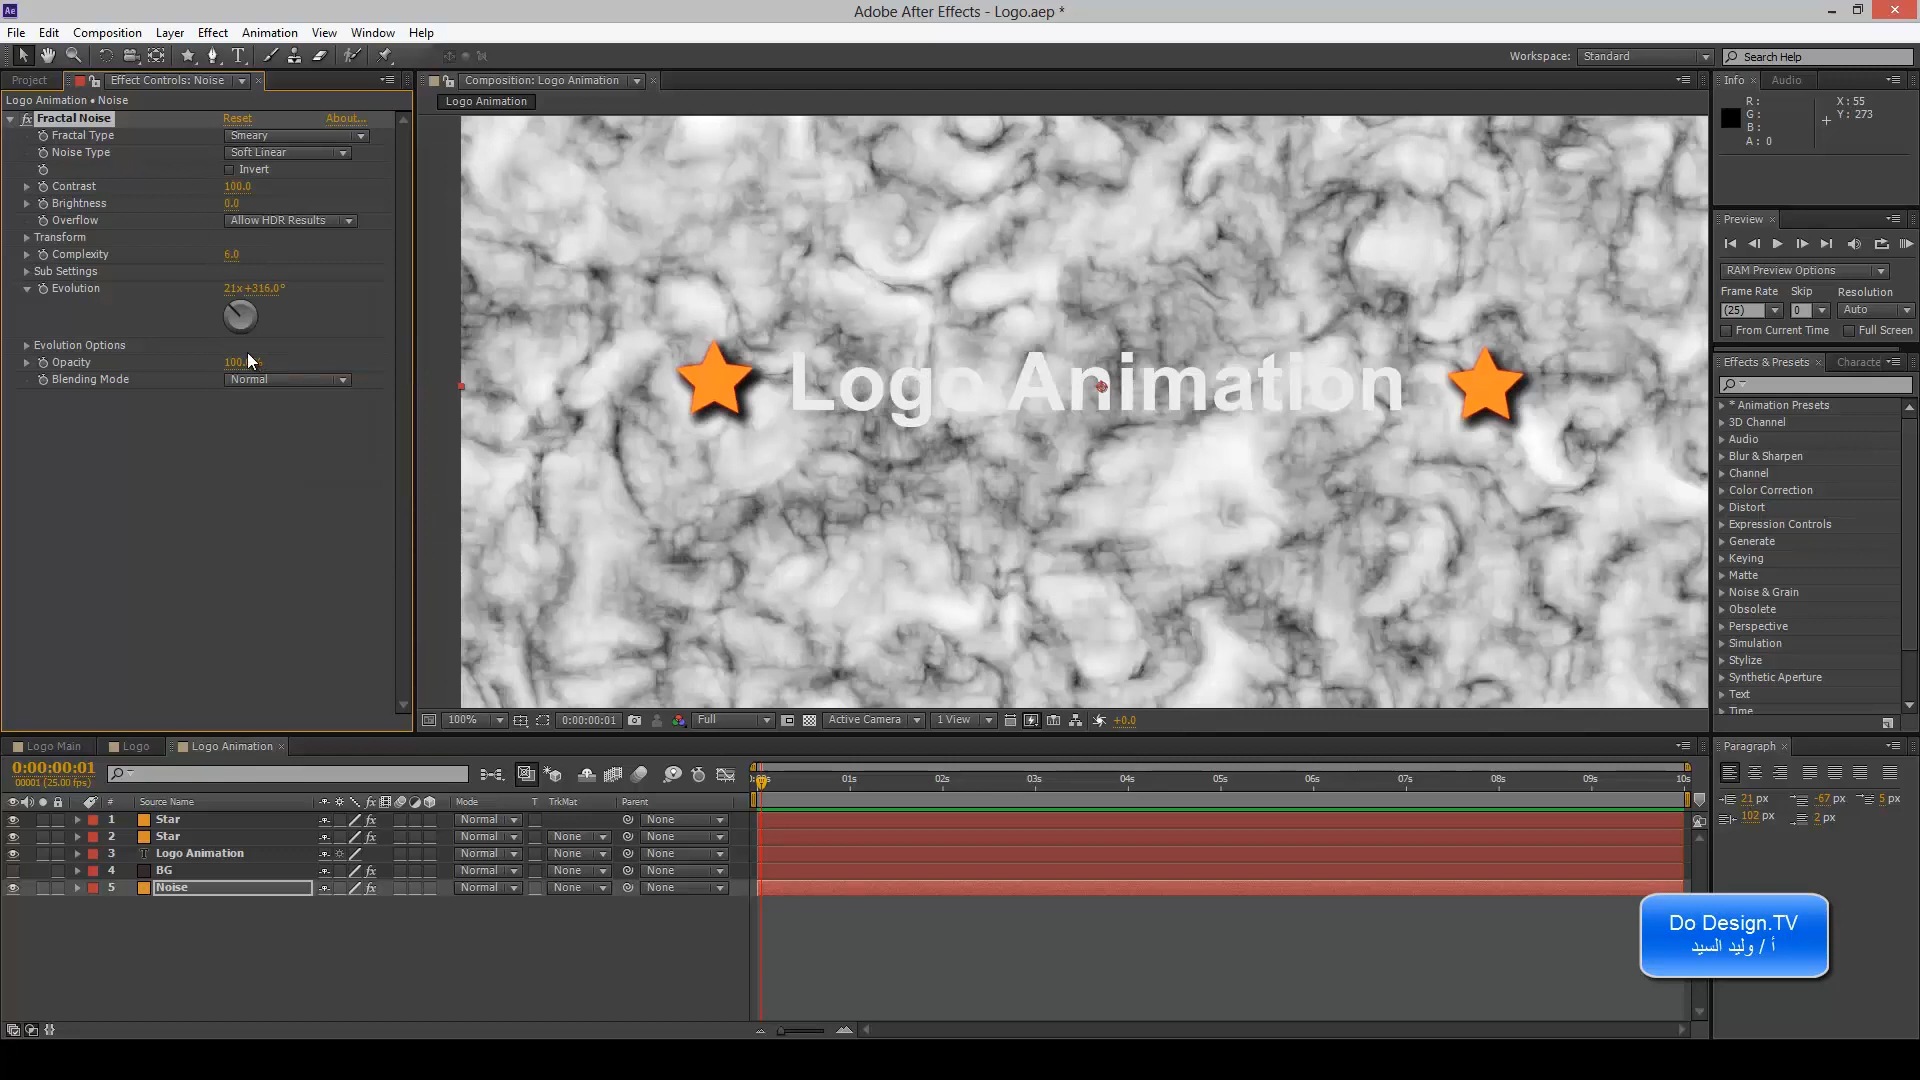 Ae
Adobe After Effects - Logo.aep *
File Edit Composition Layer Effect Animation View Window Help
Workspace: Standard Search Help
Project Effect Controls: Noise
Composition: Logo Animation
Info Audio
Logo Animation • Noise
Logo Animation
fx Fractal Noise Reset About...
Fractal Type Smeary
Noise Type Soft Linear
Invert
Contrast 100.0
Brightness 0.0
Overflow Allow HDR Results
Transform
Complexity 6.0
Sub Settings
Evolution 21x+316.0°
Evolution Options
Opacity
Blending Mode Normal
Logo Animation
R: X: 55
G: Y: 273
B:
A: 0
Preview
RAM Preview Options
Frame Rate Skip Resolution
(25) 0 Auto
From Current Time Full Screen
Effects & Presets Characte
* Animation Presets
3D Channel
Audio
Blur & Sharpen
Channel
Color Correction
Distort
Expression Controls
Generate
Keying
Matte
Noise & Grain
Obsolete
Perspective
Simulation
Stylize
Synthetic Aperture
Text
Time
100% 0:00:00:01 Full Active Camera 1 View +0.0
Logo Main Logo Logo Animation
0:00:00:01
00001 (25.00 fps)
# Source Name fx Mode T TrkMat Parent
1 Star fx Normal None
2 Star fx Normal None None
3 T Logo Animation Normal None None
4 BG fx Normal None None
5 Noise fx Normal None None
01s 02s 03s 04s 05s 06s 07s 08s 09s 10s
Paragraph
21 px -67 px 5 px
102 px 2 px
Do Design.TV
أ / وليد السيد